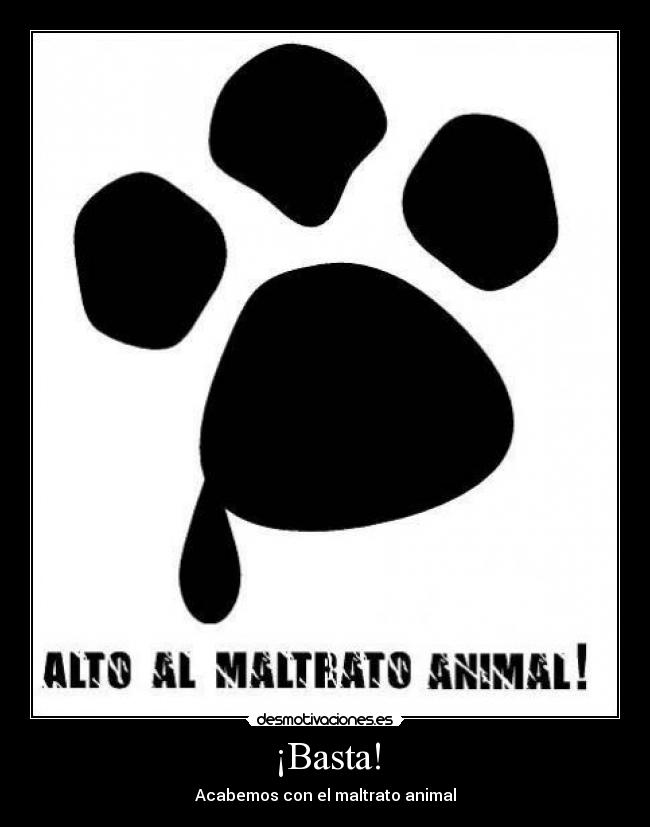 ALTO AL MALTRATO ANIMAL!
desmotivaciones.es
¡Basta!
Acabemos con el maltrato animal